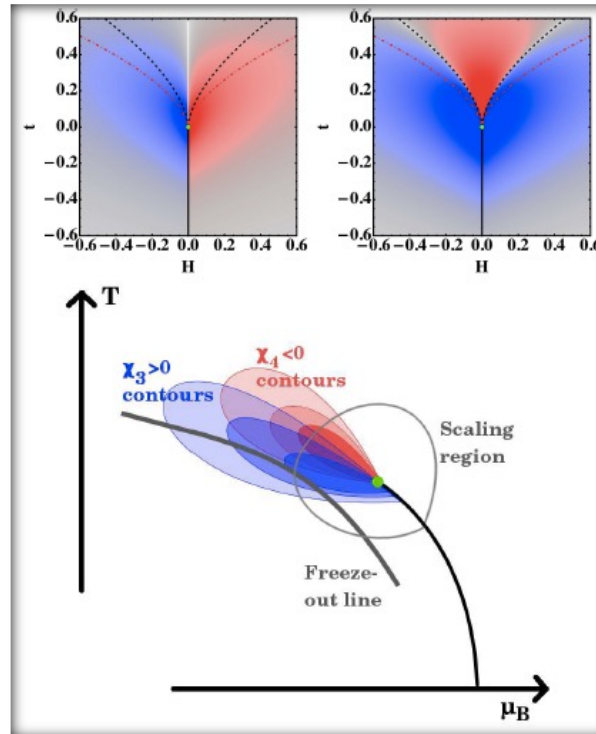 0.6 0.6
0.4 0.4
0.2 0.2
t 0.0 t 0.0
−0.2 −0.2
−0.4 −0.4
−0.6 −0.4 −0.2 0.0 0.2 0.4 0.6 −0.6 −0.4 −0.2 0.0 0.2 0.4 0.6
H H
T
χ₄<0
contours
χ₃>0
contours
Scaling
region
Freeze-
out line
μB